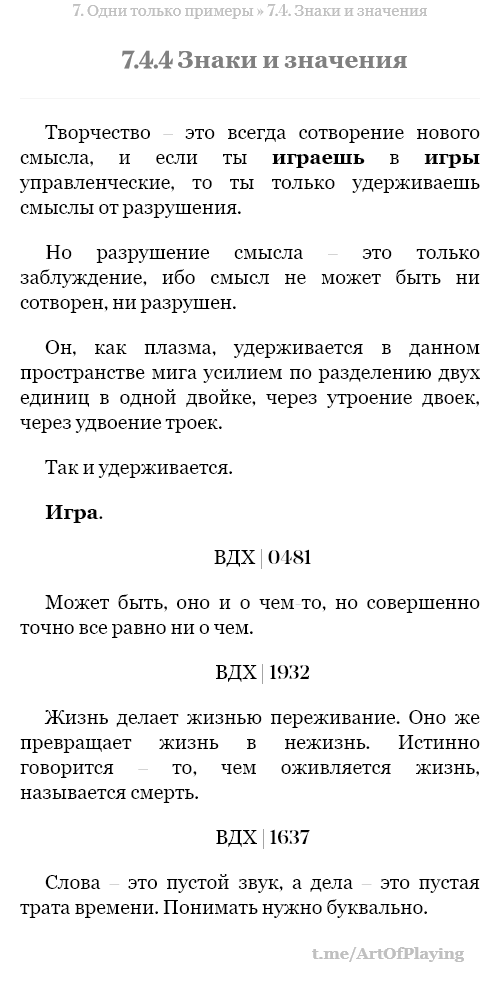 7. Одни только примеры » 7.4. Знаки и значения
7.4.4 Знаки и значения
Творчество – это всегда сотворение нового
смысла, и если ты играешь в игры
управленческие, то ты только удерживаешь
смыслы от разрушения.
Но разрушение смысла – это только
заблуждение, ибо смысл не может быть ни
сотворен, ни разрушен.
Он, как плазма, удерживается в данном
пространстве мига усилием по разделению двух
единиц в одной двойке, через утроение двоек,
через удвоение троек.
Так и удерживается.
Игра.
ВДХ | 0481
Может быть, оно и о чем-то, но совершенно
точно все равно ни о чем.
ВДХ | 1932
Жизнь делает жизнью переживание. Оно же
превращает жизнь в нежизнь. Истинно
говорится – то, чем оживляется жизнь,
называется смерть.
ВДХ | 1637
Слова – это пустой звук, а дела – это пустая
трата времени. Понимать нужно буквально.
t.me/ArtOfPlaying